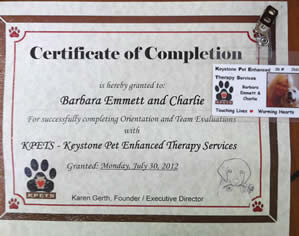 Certificate of Completion
is hereby granted to:
Barbara Emmett and Charlie
For successfully completing Orientation and Team Evaluations
with
KPETS - Keystone Pet Enhanced Therapy Services
Granted: Monday, July 30, 2012
KPETS
Karen Gerth, Founder / Executive Director
Keystone Pet Enhanced
Therapy Services
ID #
Barbara
Emmett &
Charlie
KPETS
Touching Lives
Warming Hearts